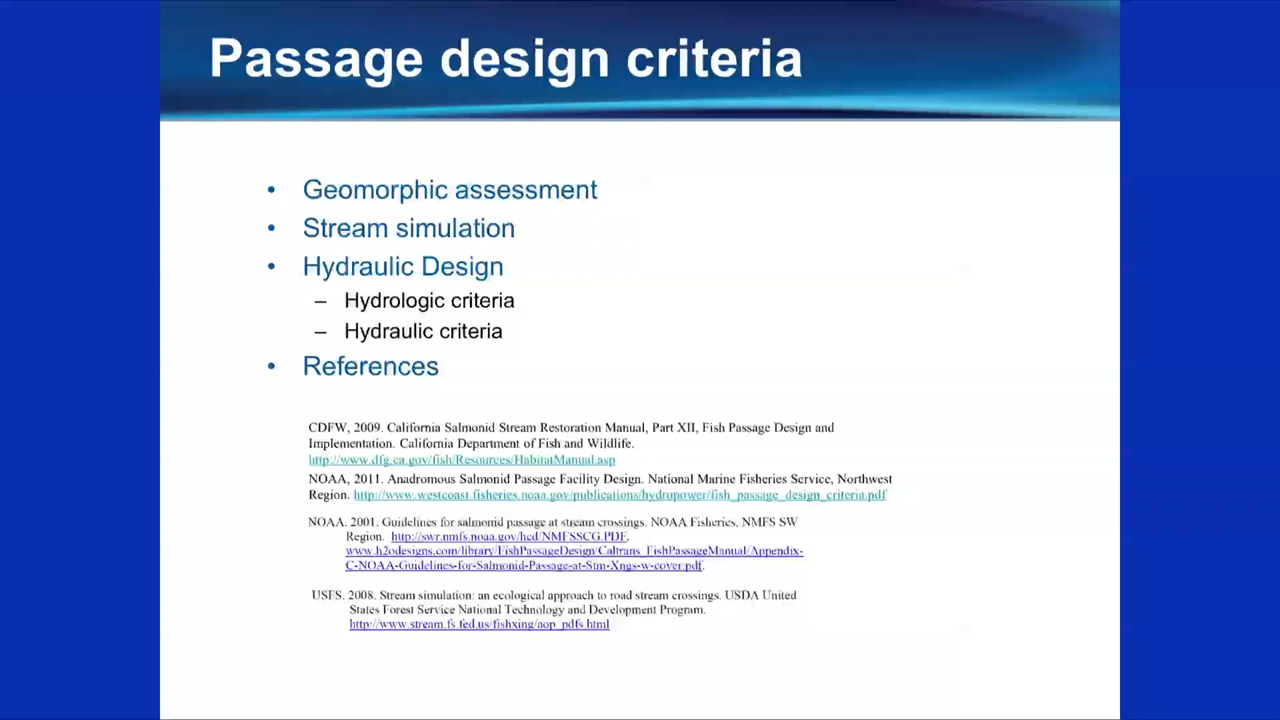 Passage design criteria
• Geomorphic assessment
• Stream simulation
• Hydraulic Design
– Hydrologic criteria
– Hydraulic criteria
• References
CDFW, 2009. California Salmonid Stream Restoration Manual, Part XII, Fish Passage Design and
Implementation. California Department of Fish and Wildlife.
http://www.dfg.ca.gov/fish/Resources/HabitatManual.asp
NOAA, 2011. Anadromous Salmonid Passage Facility Design. National Marine Fisheries Service, Northwest
Region. http://www.westcoast.fisheries.noaa.gov/publications/hydropower/fish_passage_design_criteria.pdf
NOAA. 2001. Guidelines for salmonid passage at stream crossings. NOAA Fisheries, NMFS SW
Region. http://swr.nmfs.noaa.gov/hcd/NMFSSCG.PDF.
www.h2odesigns.com/library/FishPassageDesign/Caltrans_FishPassageManual/Appendix-
C-NOAA-Guidelines-for-Salmonid-Passage-at-Stm-Xngs-w-cover.pdf.
USFS. 2008. Stream simulation: an ecological approach to road stream crossings. USDA United
States Forest Service National Technology and Development Program.
http://www.stream.fs.fed.us/fishxing/aop_pdfs.html